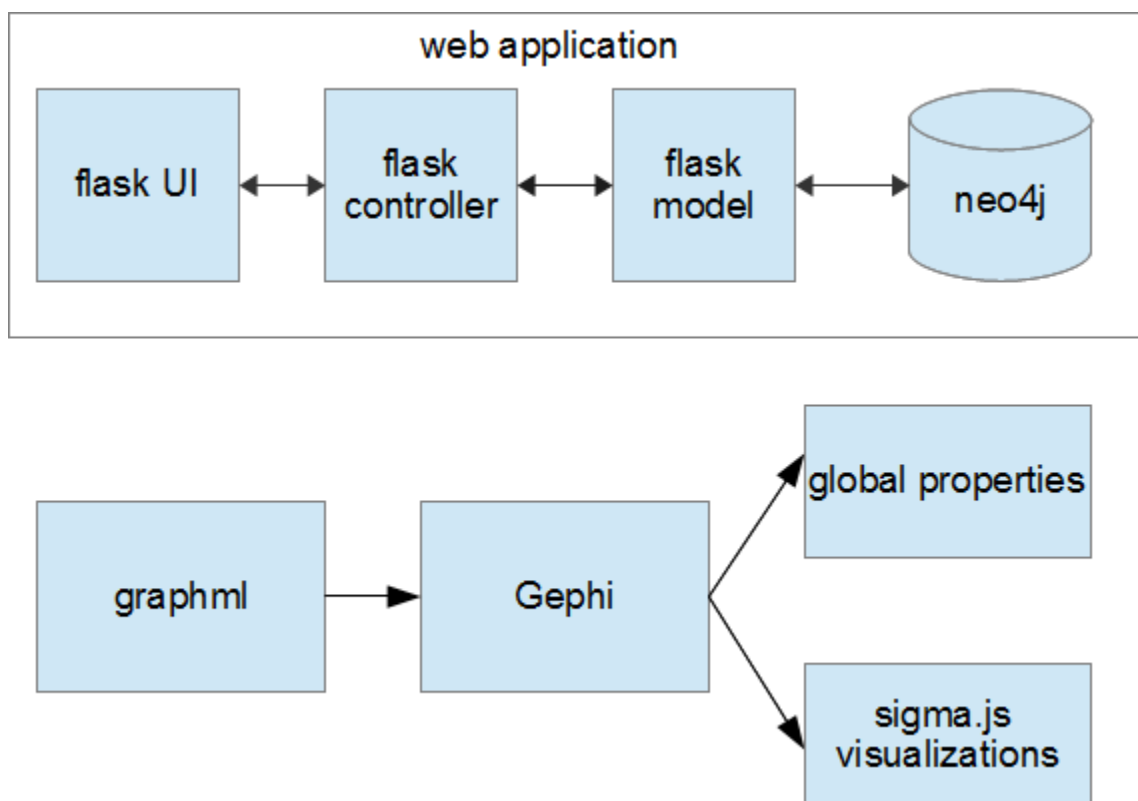 web application
flask UI
flask
controller
flask
model
neo4j
graphml
Gephi
global properties
sigma.js
visualizations